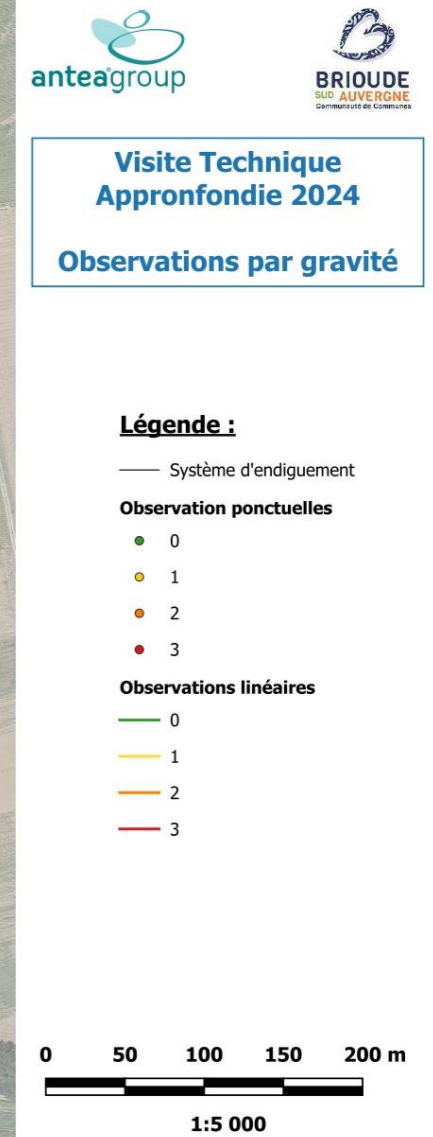 anteagroup
BRIOUDE
SUD AUVERGNE
Communauté de Communes
Visite Technique
Appronfondie 2024
Observations par gravité
Légende :
Système d'endiguement
Observation ponctuelles
0
1
2
3
Observations linéaires
0
1
2
3
0 50 100 150 200 m
1:5 000